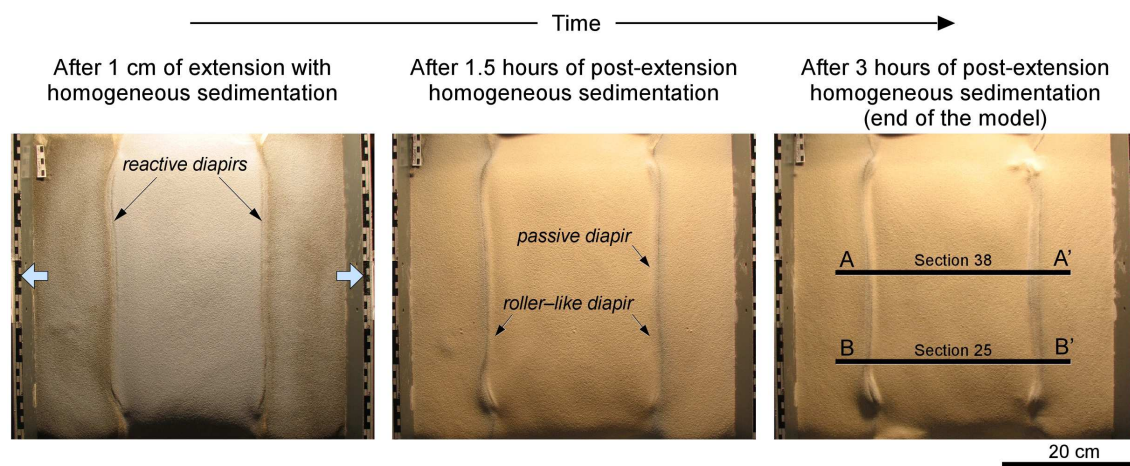 Time
After 1 cm of extension with
homogeneous sedimentation
After 1.5 hours of post-extension
homogeneous sedimentation
After 3 hours of post-extension
homogeneous sedimentation
(end of the model)
reactive diapirs
passive diapir
roller–like diapir
A Section 38 A’
B Section 25 B’
20 cm